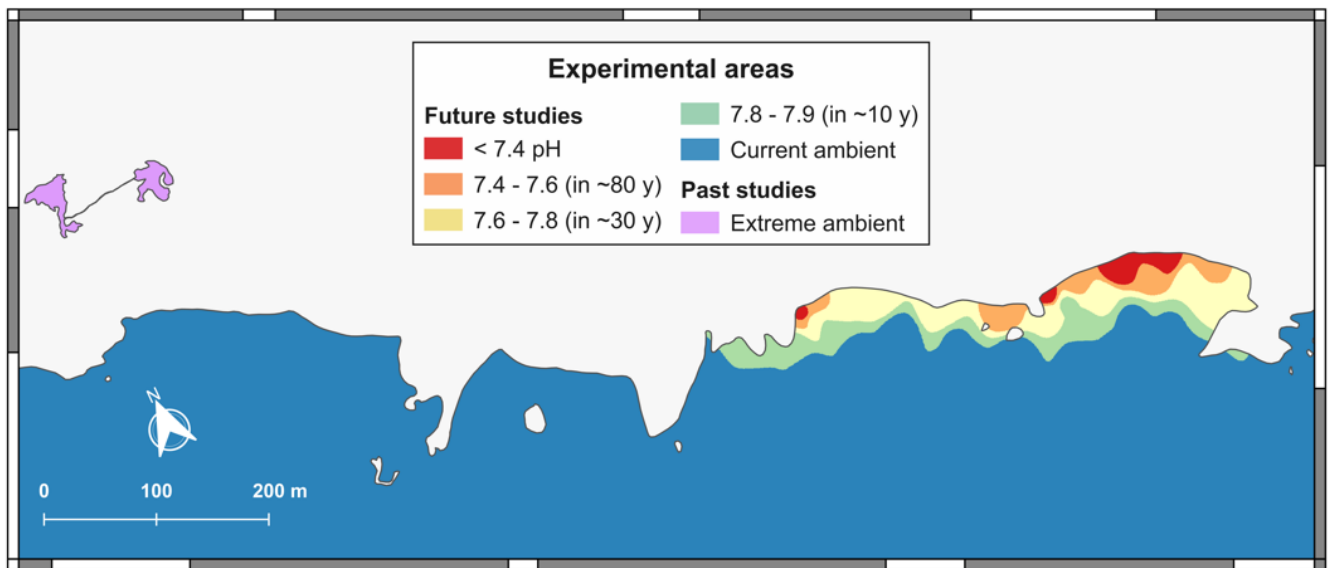 Experimental areas
Future studies
< 7.4 pH
7.4 - 7.6 (in ~80 y)
7.6 - 7.8 (in ~30 y)
7.8 - 7.9 (in ~10 y)
Current ambient
Past studies
Extreme ambient
N
0 100 200 m